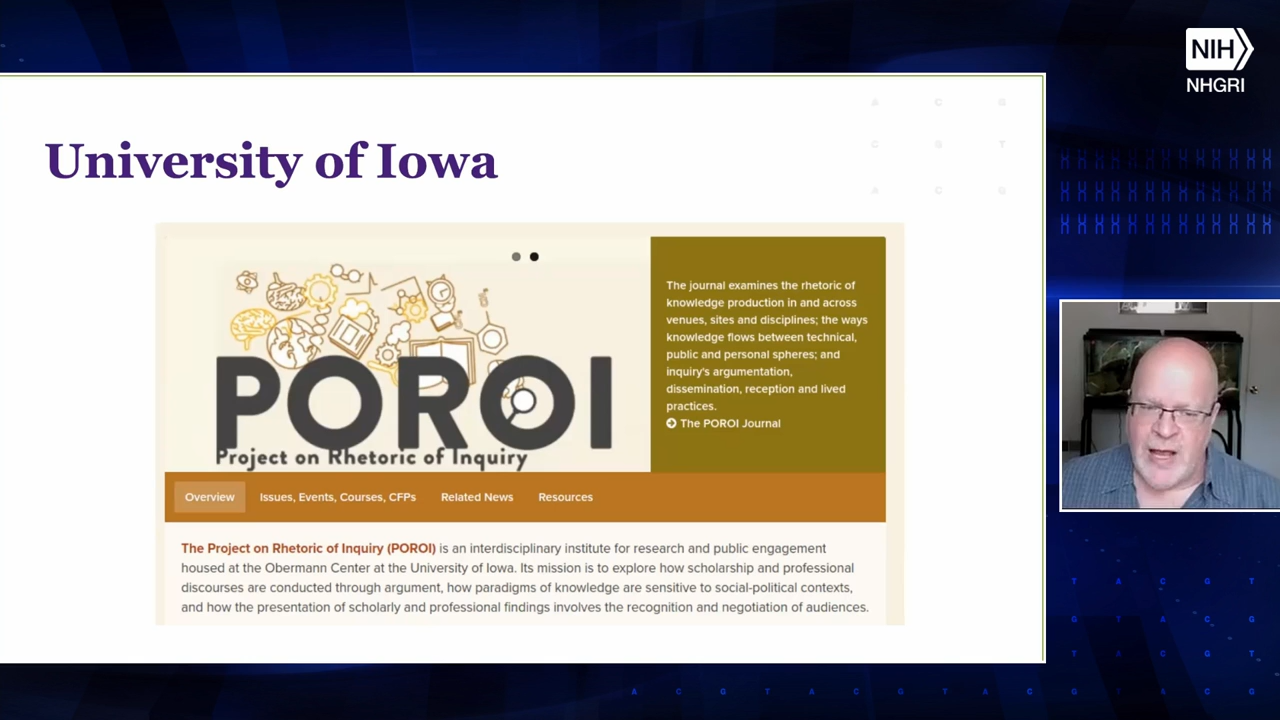 NIH
NHGRI
University of Iowa
POROI
Project on Rhetoric of Inquiry
The journal examines the rhetoric of
knowledge production in and across
venues, sites and disciplines; the ways
knowledge flows between technical,
public and personal spheres; and
inquiry's argumentation,
dissemination, reception and lived
practices.
The POROI Journal
Overview Issues, Events, Courses, CFPs Related News Resources
The Project on Rhetoric of Inquiry (POROI) is an interdisciplinary institute for research and public engagement
housed at the Obermann Center at the University of Iowa. Its mission is to explore how scholarship and professional
discourses are conducted through argument, how paradigms of knowledge are sensitive to social-political contexts,
and how the presentation of scholarly and professional findings involves the recognition and negotiation of audiences.
T A C G T
G T A C G
T A C G T
A C G T A C G T A C G T A C G